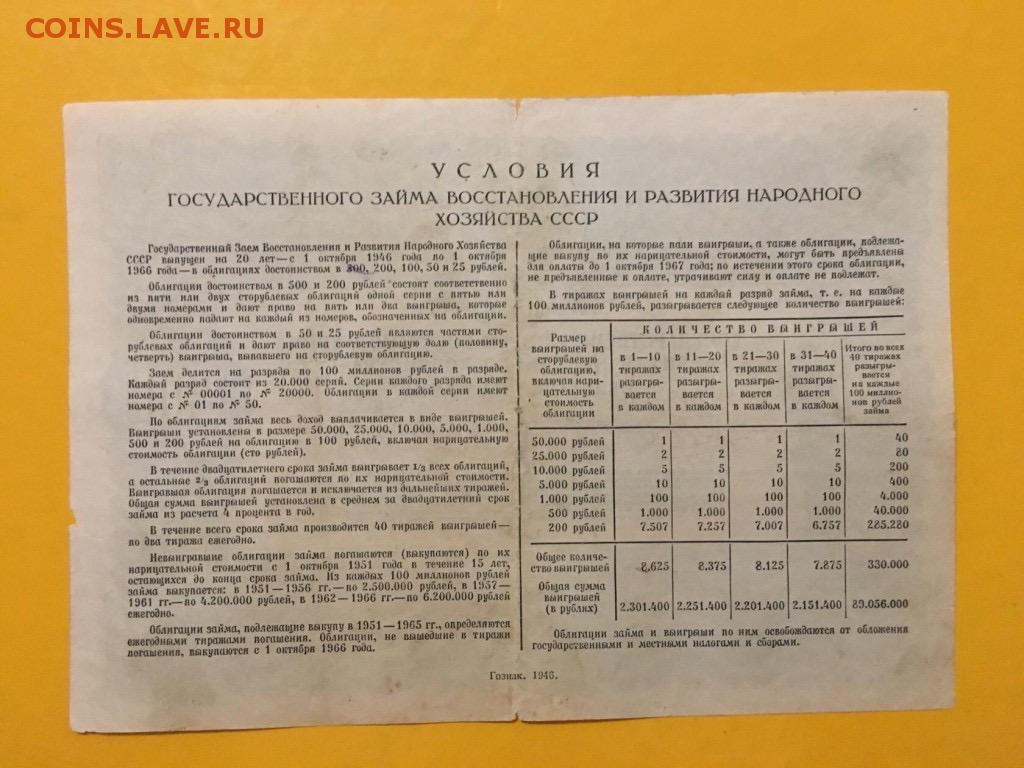 COINS.LAVE.RU
УСЛОВИЯ
ГОСУДАРСТВЕННОГО ЗАЙМА ВОССТАНОВЛЕНИЯ И РАЗВИТИЯ НАРОДНОГО
ХОЗЯЙСТВА СССР
Государственный Заем Восстановления и Развития Народного Хозяйства
СССР выпущен на 20 лет—с 1 октября 1946 года по 1 октября
1966 года—в облигациях достоинством в 500, 200, 100, 50 и 25 рублей.
Облигации достоинством в 500 и 200 рублей состоят соответственно
из пяти или двух сторублевых облигаций одной серии с пятью или
двумя номерами и дают право на пять или два выигрыша, которые
одновременно падают на каждый из номеров, обозначенных на облигации.
Облигации достоинством в 50 и 25 рублей являются частями сто-
рублевых облигаций и дают право на соответствующую долю (половину,
четверть) выигрыша, выпавшего на сторублевую облигацию.
Заем делится на разряды по 100 миллионов рублей в разряде.
Каждый разряд состоит из 20.000 серий. Серии каждого разряда имеют
номера с № 00001 по № 20000. Облигации в каждой серии имеют
номера с № 01 по № 50.
По облигациям займа весь доход выплачивается в виде выигрышей.
Выигрыши установлены в размере 50.000, 25.000, 10.000, 5.000, 1.000,
500 и 200 рублей на облигацию в 100 рублей, включая нарицательную
стоимость облигации (сто рублей).
В течение двадцатилетнего срока займа выигрывает 1/3 всех облигаций,
а остальные 2/3 облигаций погашаются по их нарицательной стоимости.
Выигравшая облигация погашается и исключается из дальнейших тиражей.
Общая сумма выигрышей установлена в среднем за двадцатилетний срок
займа из расчета 4 процента в год.
В течение всего срока займа производится 40 тиражей выигрышей—
по два тиража ежегодно.
Невыигравшие облигации займа погашаются (выкупаются) по их
нарицательной стоимости с 1 октября 1951 года в течение 15 лет,
остающихся до конца срока займа. Из каждых 100 миллионов рублей
займа выкупается: в 1951—1956 гг.—по 2.500.000 рублей, в 1957—
1961 гг.—по 4.200.000 рублей, в 1962—1966 гг.—по 6.200.000 рублей
ежегодно.
Облигации займа, подлежащие выкупу в 1951—1965 гг., определяются
ежегодными тиражами погашения. Облигации, не вышедшие в тиражи
погашения, выкупаются с 1 октября 1966 года.
Облигации, на которые пали выигрыши, а также облигации, подлежа-
щие выкупу по их нарицательной стоимости, могут быть предъявлены
для оплаты до 1 октября 1967 года; по истечении этого срока облигации,
не предъявленные к оплате, утрачивают силу и оплате не подлежат.
В тиражах выигрышей на каждый разряд займа, т. е. на каждые
100 миллионов рублей, разыгрывается следующее количество выигрышей:
Размер выигрышей на сторублевую облигацию, включая нари-цательную стоимость облигации
КОЛИЧЕСТВО ВЫИГРЫШЕЙ
в 1—10 тиражах разыгры-вается в каждом
в 11—20 тиражах разыгры-вается в каждом
в 21—30 тиражах разыгры-вается в каждом
в 31—40 тиражах разыгры-вается в каждом
Итого во всех 40 тиражах разыгры-вается на каждые 100 миллио-нов рублей займа
50.000 рублей 1 1 1 1 40
25.000 рублей 2 2 2 2 80
10.000 рублей 5 5 5 5 200
5.000 рублей 10 10 10 10 400
1.000 рублей 100 100 100 100 4.000
500 рублей 1.000 1.000 1.000 1.000 40.000
200 рублей 7.507 7.257 7.007 6.757 285.280
Общее количе-
ство выигрышей 8.625 8.375 8.125 7.875 330.000
Общая сумма
выигрышей
(в рублях) 2.301.400 2.251.400 2.201.400 2.151.400 89.056.000
Облигации займа и выигрыши по ним освобождаются от обложения
государственными и местными налогами и сборами.
Гознак. 1946.